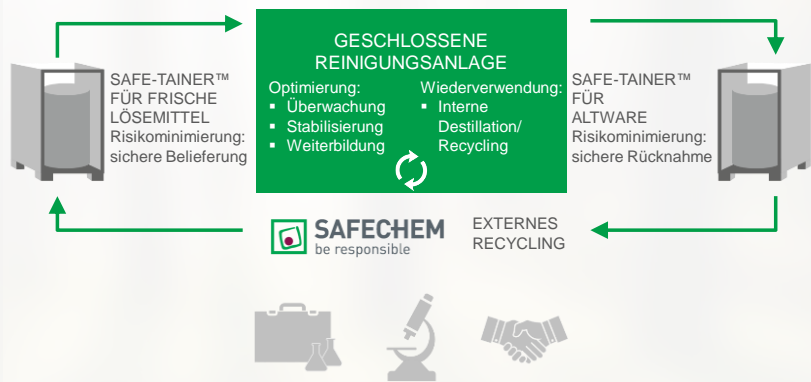 GESCHLOSSENE
REINIGUNGSANLAGE
Optimierung:
▪ Überwachung
▪ Stabilisierung
▪ Weiterbildung
Wiederverwendung:
▪ Interne
Destillation/
Recycling
SAFE-TAINER™
FÜR FRISCHE
LÖSEMITTEL
Risikominimierung:
sichere Belieferung
SAFE-TAINER™
FÜR
ALTWARE
Risikominimierung:
sichere Rücknahme
SAFECHEM
be responsible
EXTERNES
RECYCLING